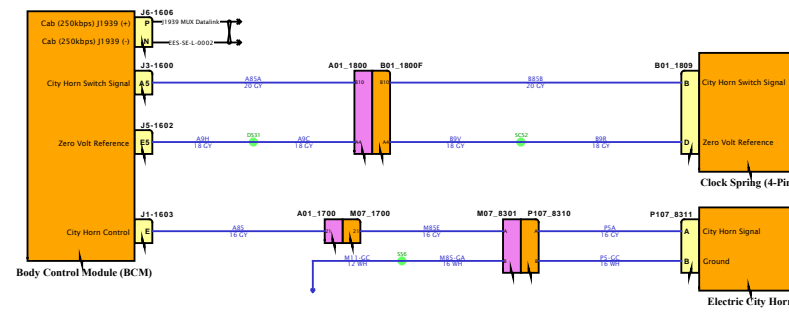 J6-1606
Cab (250kbps) J1939 (+)
P
J1939 MUX Datalink
Cab (250kbps) J1939 (-)
N
EES-SE-L-0002
J3-1600
A01_1800
B01_1800F
B01_1809
City Horn Switch Signal
A5
A85A
20 GY
B10
B10
B85B
20 GY
B
City Horn Switch Signal
J5-1602
Zero Volt Reference
E5
A9H
18 GY
DS31
A9C
18 GY
A4
A4
B9V
18 GY
SC52
B9R
18 GY
D
Zero Volt Reference
Clock Spring (4-Pin
J1-1603
A01_1700
M07_1700
M07_8301
P107_8310
P107_8311
City Horn Control
E
A85
16 GY
21
21
M85E
16 GY
A
A
P5A
16 GY
A
City Horn Signal
M11-GC
12 WH
M85-GA
16 WH
B
B
P5-GC
16 WH
B
Ground
Body Control Module (BCM)
Electric City Horn